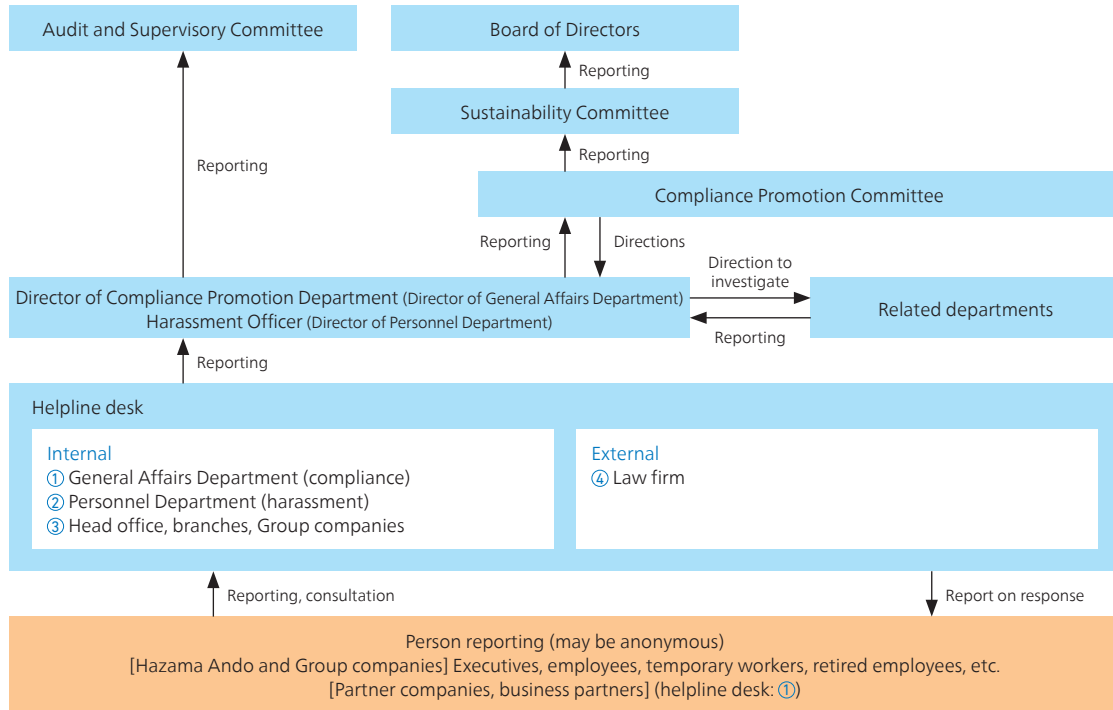 Audit and Supervisory Committee
Board of Directors
Reporting
Sustainability Committee
Reporting
Reporting
Compliance Promotion Committee
Reporting
Directions
Direction to
investigate
Director of Compliance Promotion Department (Director of General Affairs Department)
Harassment Officer (Director of Personnel Department)
Related departments
Reporting
Reporting
Helpline desk
Internal
① General Affairs Department (compliance)
② Personnel Department (harassment)
③ Head office, branches, Group companies
External
④ Law firm
Reporting, consultation
Report on response
Person reporting (may be anonymous)
[Hazama Ando and Group companies] Executives, employees, temporary workers, retired employees, etc.
[Partner companies, business partners] (helpline desk: ①)